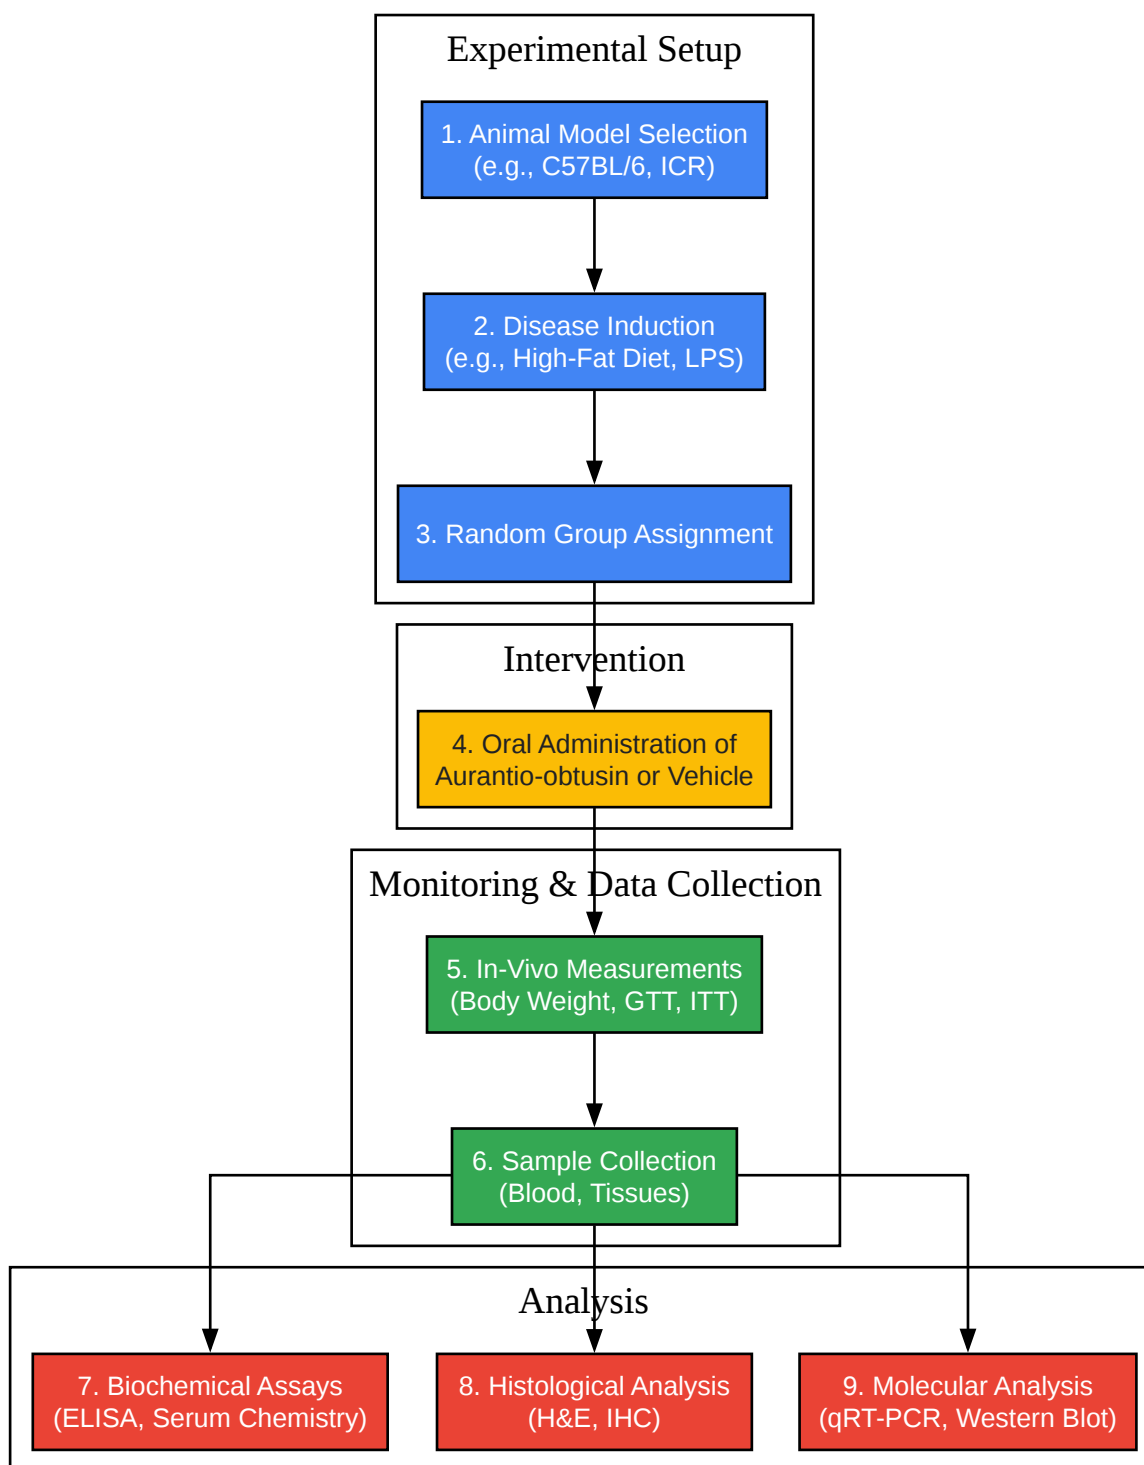 Experimental Setup
1. Animal Model Selection
(e.g., C57BL/6, ICR)
2. Disease Induction
(e.g., High-Fat Diet, LPS)
3. Random Group Assignment
Intervention
4. Oral Administration of
Aurantio-obtusin or Vehicle
Monitoring & Data Collection
5. In-Vivo Measurements
(Body Weight, GTT, ITT)
6. Sample Collection
(Blood, Tissues)
Analysis
7. Biochemical Assays
(ELISA, Serum Chemistry)
8. Histological Analysis
(H&E, IHC)
9. Molecular Analysis
(qRT-PCR, Western Blot)